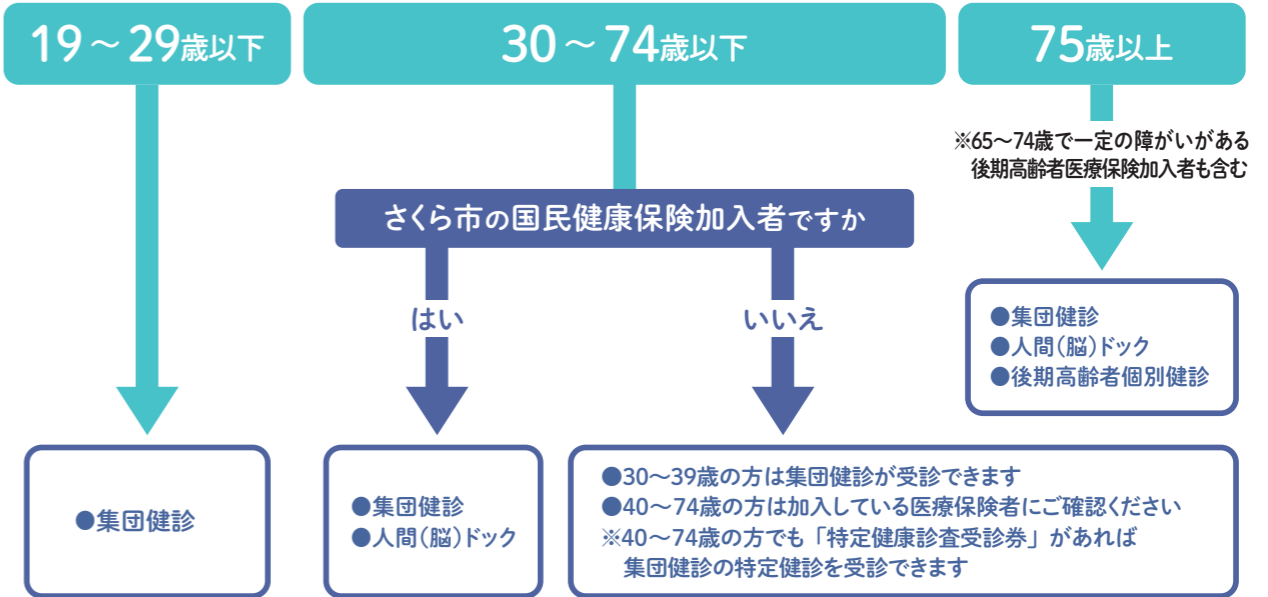 19～29歳以下
30～74歳以下
75歳以上
※65～74歳で一定の障がいがある
後期高齢者医療保険加入者も含む
さくら市の国民健康保険加入者ですか
はい
いいえ
●集団健診
●人間(脳)ドック
●後期高齢者個別健診
●集団健診
●集団健診
●人間(脳)ドック
●30～39歳の方は集団健診が受診できます
●40～74歳の方は加入している医療保険者にご確認ください
※40～74歳の方でも「特定健康診査受診券」があれば
集団健診の特定健診を受診できます